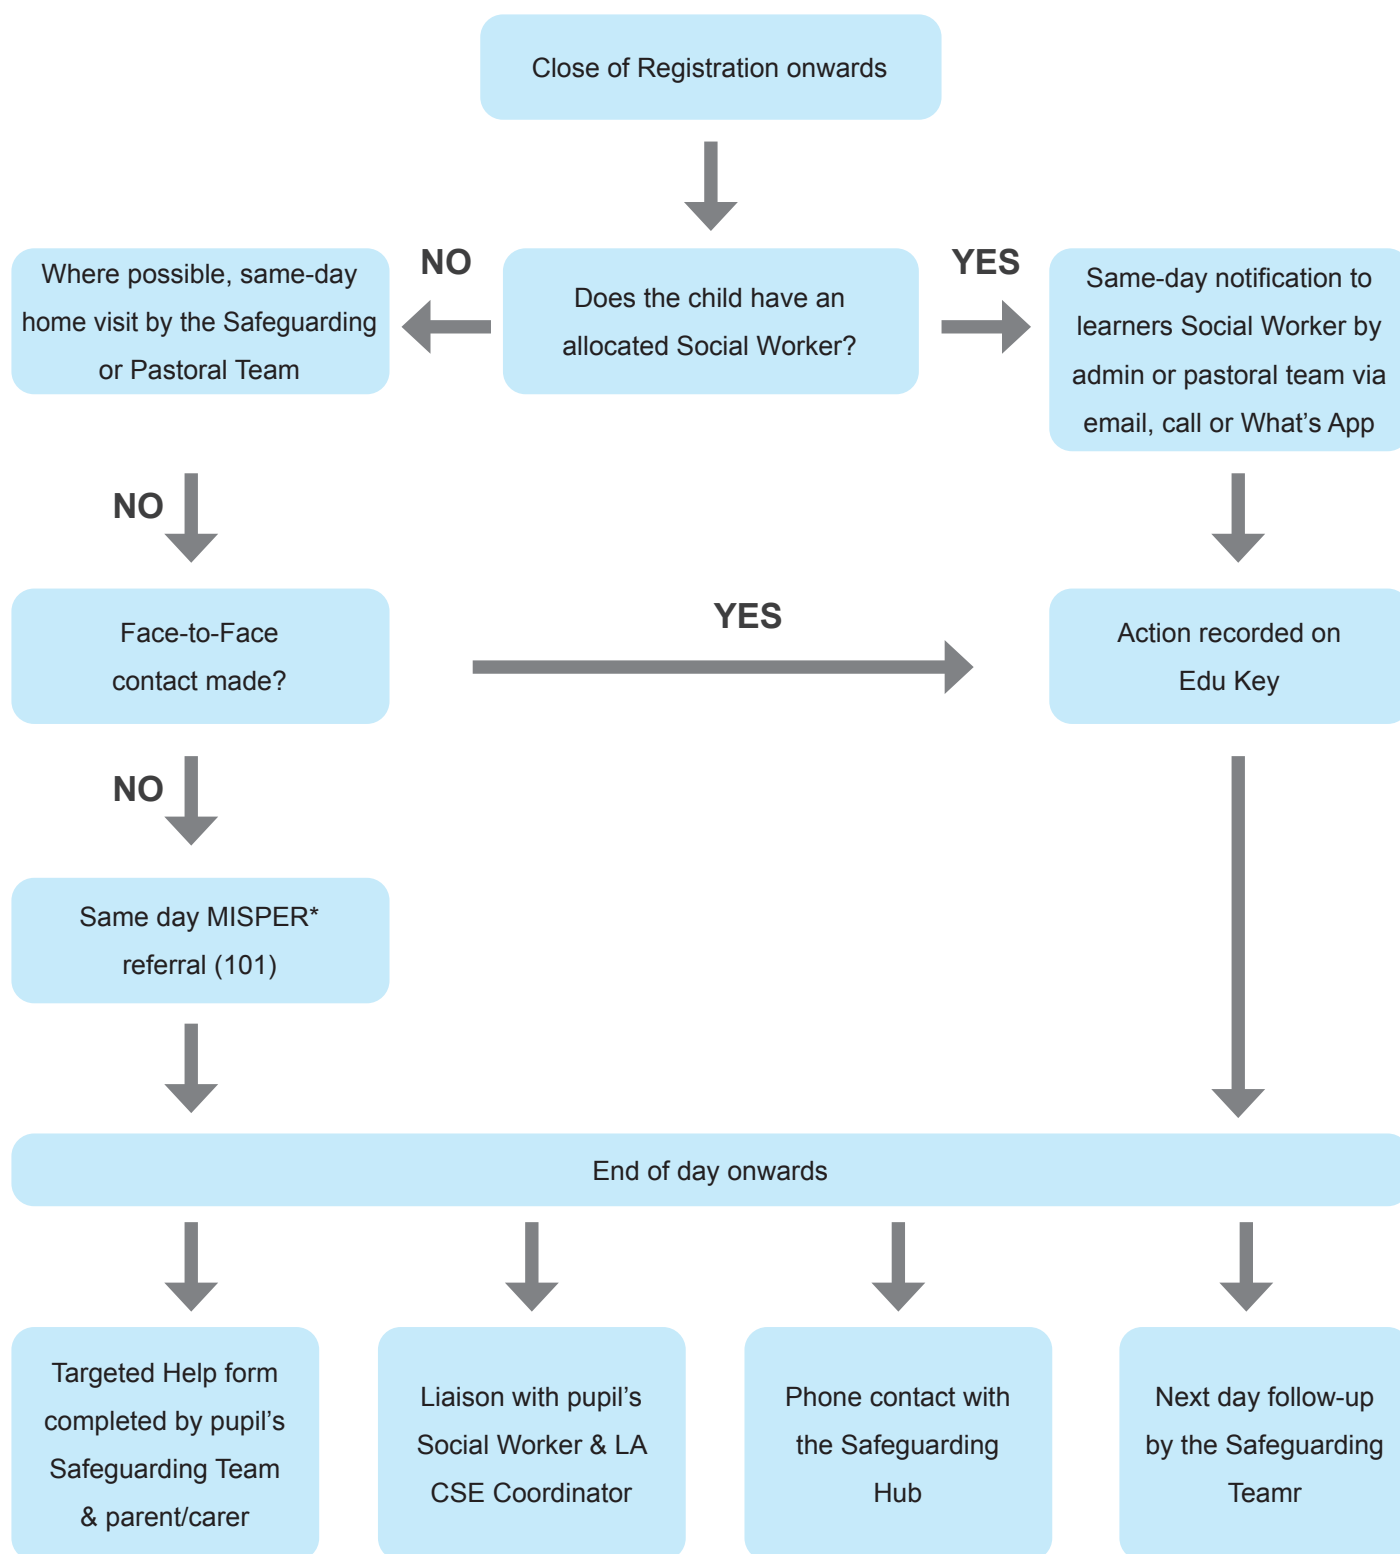 Close of Registration onwards
NO
YES
Where possible, same-day
home visit by the Safeguarding
or Pastoral Team
Does the child have an
allocated Social Worker?
Same-day notification to
learners Social Worker by
admin or pastoral team via
email, call or What’s App
NO
Face-to-Face
contact made?
YES
Action recorded on
Edu Key
NO
Same day MISPER*
referral (101)
End of day onwards
Targeted Help form
completed by pupil’s
Safeguarding Team
& parent/carer
Liaison with pupil’s
Social Worker & LA
CSE Coordinator
Phone contact with
the Safeguarding
Hub
Next day follow-up
by the Safeguarding
Teamr